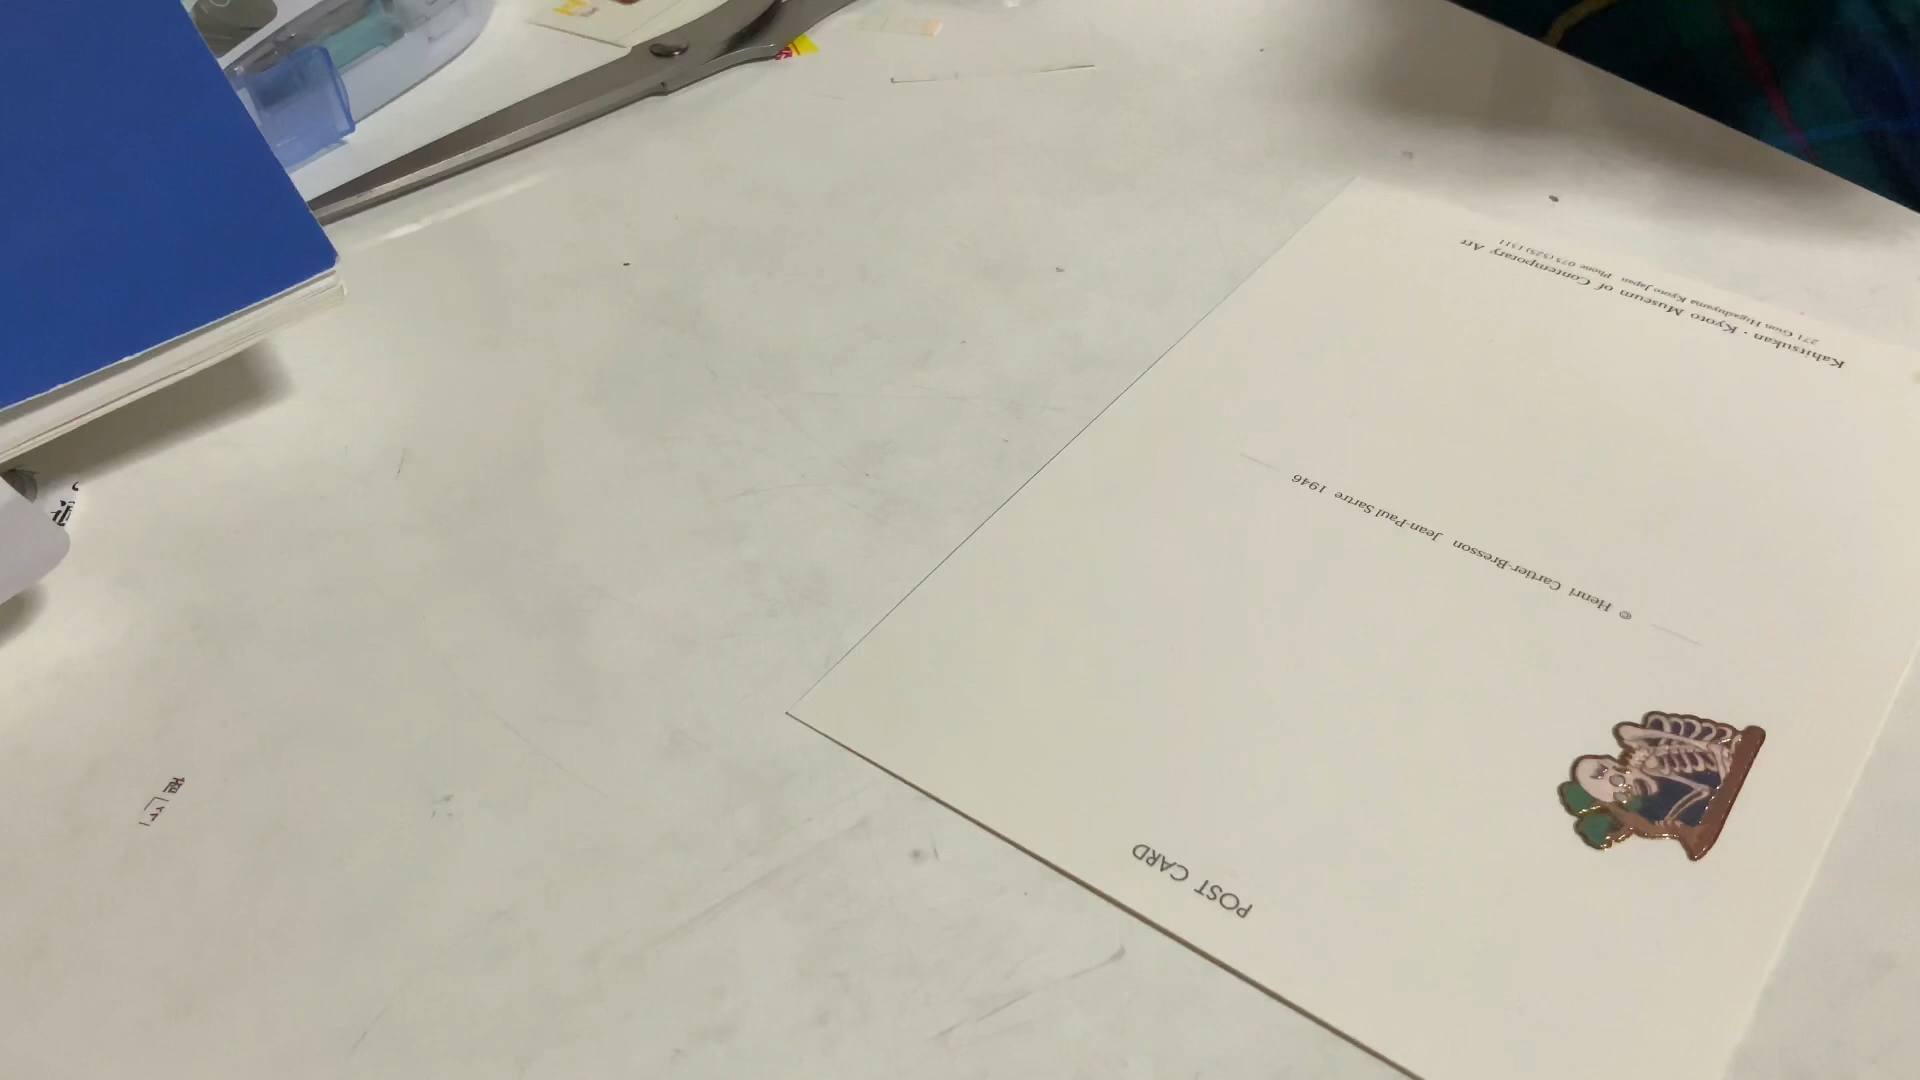 POST CARD
© Henri Cartier-Bresson Jean-Paul Sartre 1946
Kahitsukan · Kyoto Museum of Contemporary Art
271 Gion Higashiyama Kyoto Japan Phone 075 (525) 1311